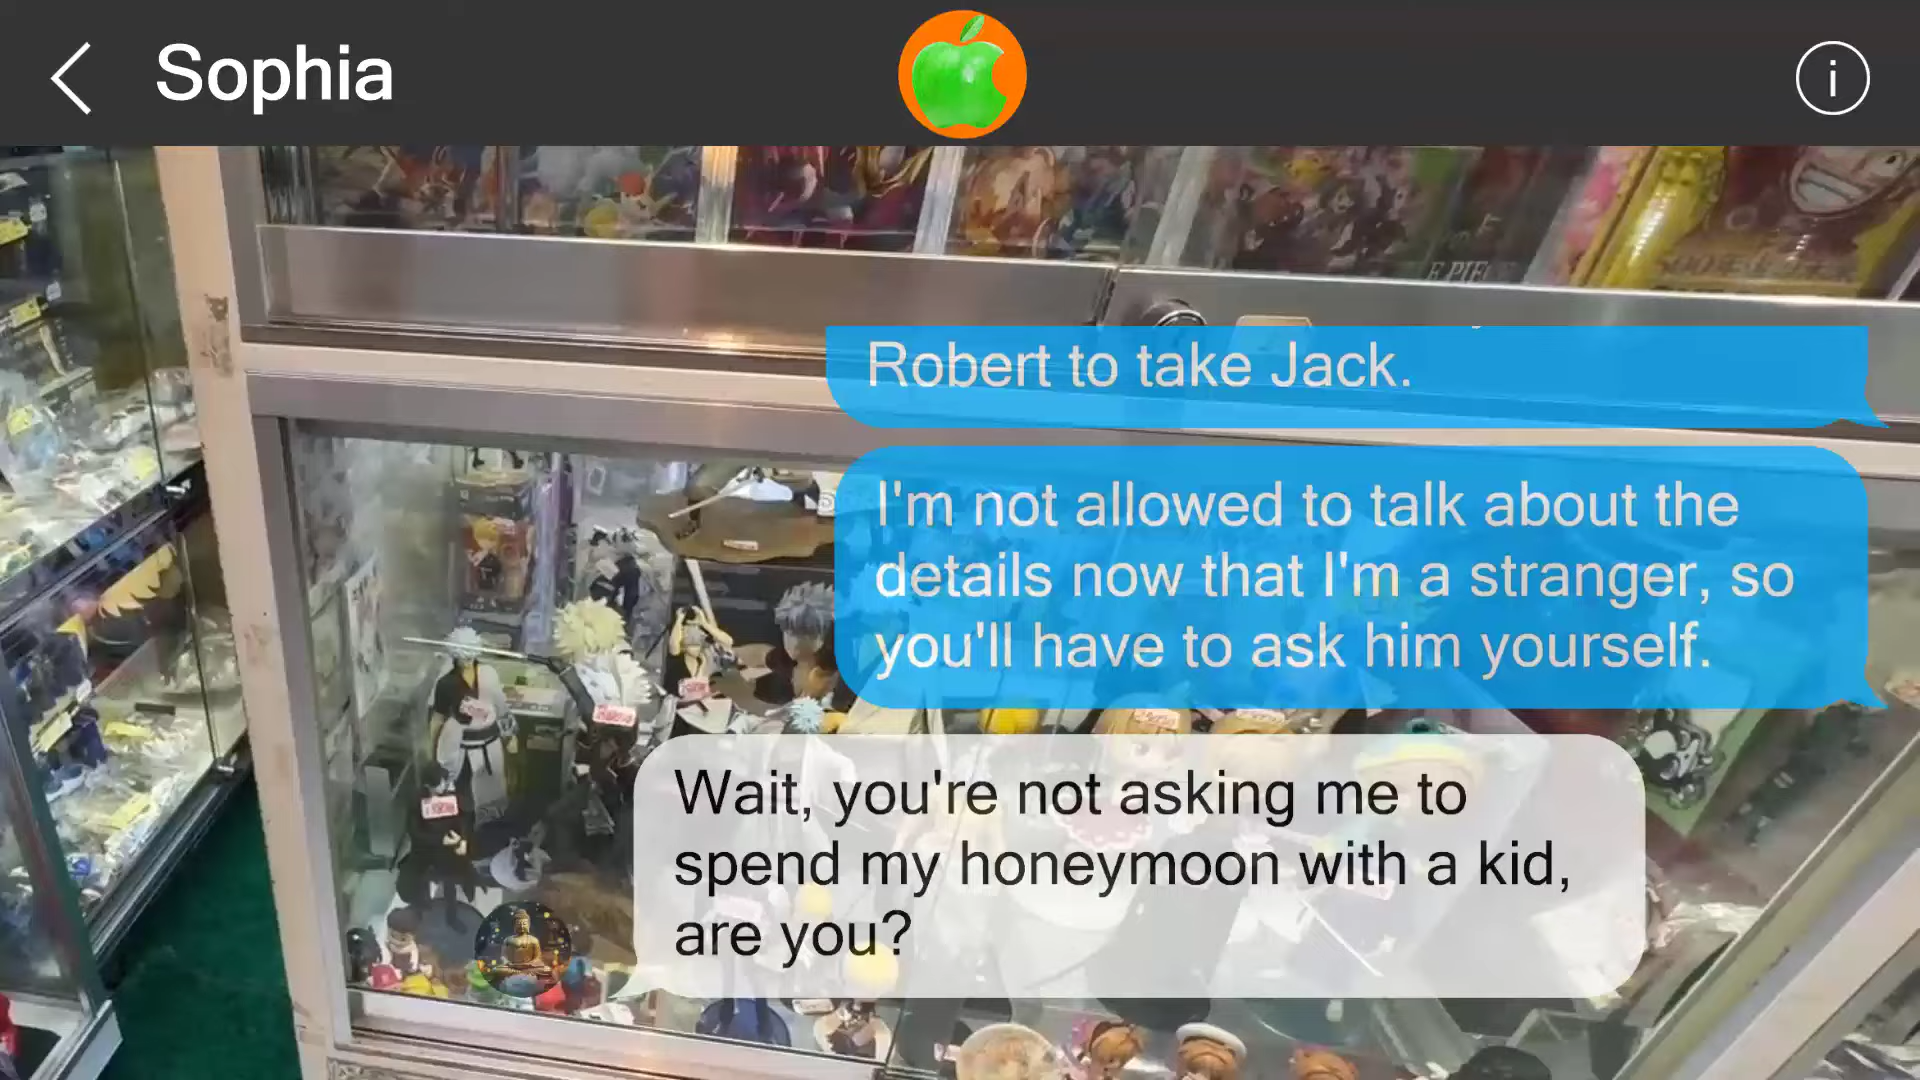 Sophia
i
Robert to take Jack.
I'm not allowed to talk about the
details now that I'm a stranger, so
you'll have to ask him yourself.
Wait, you're not asking me to
spend my honeymoon with a kid,
are you?